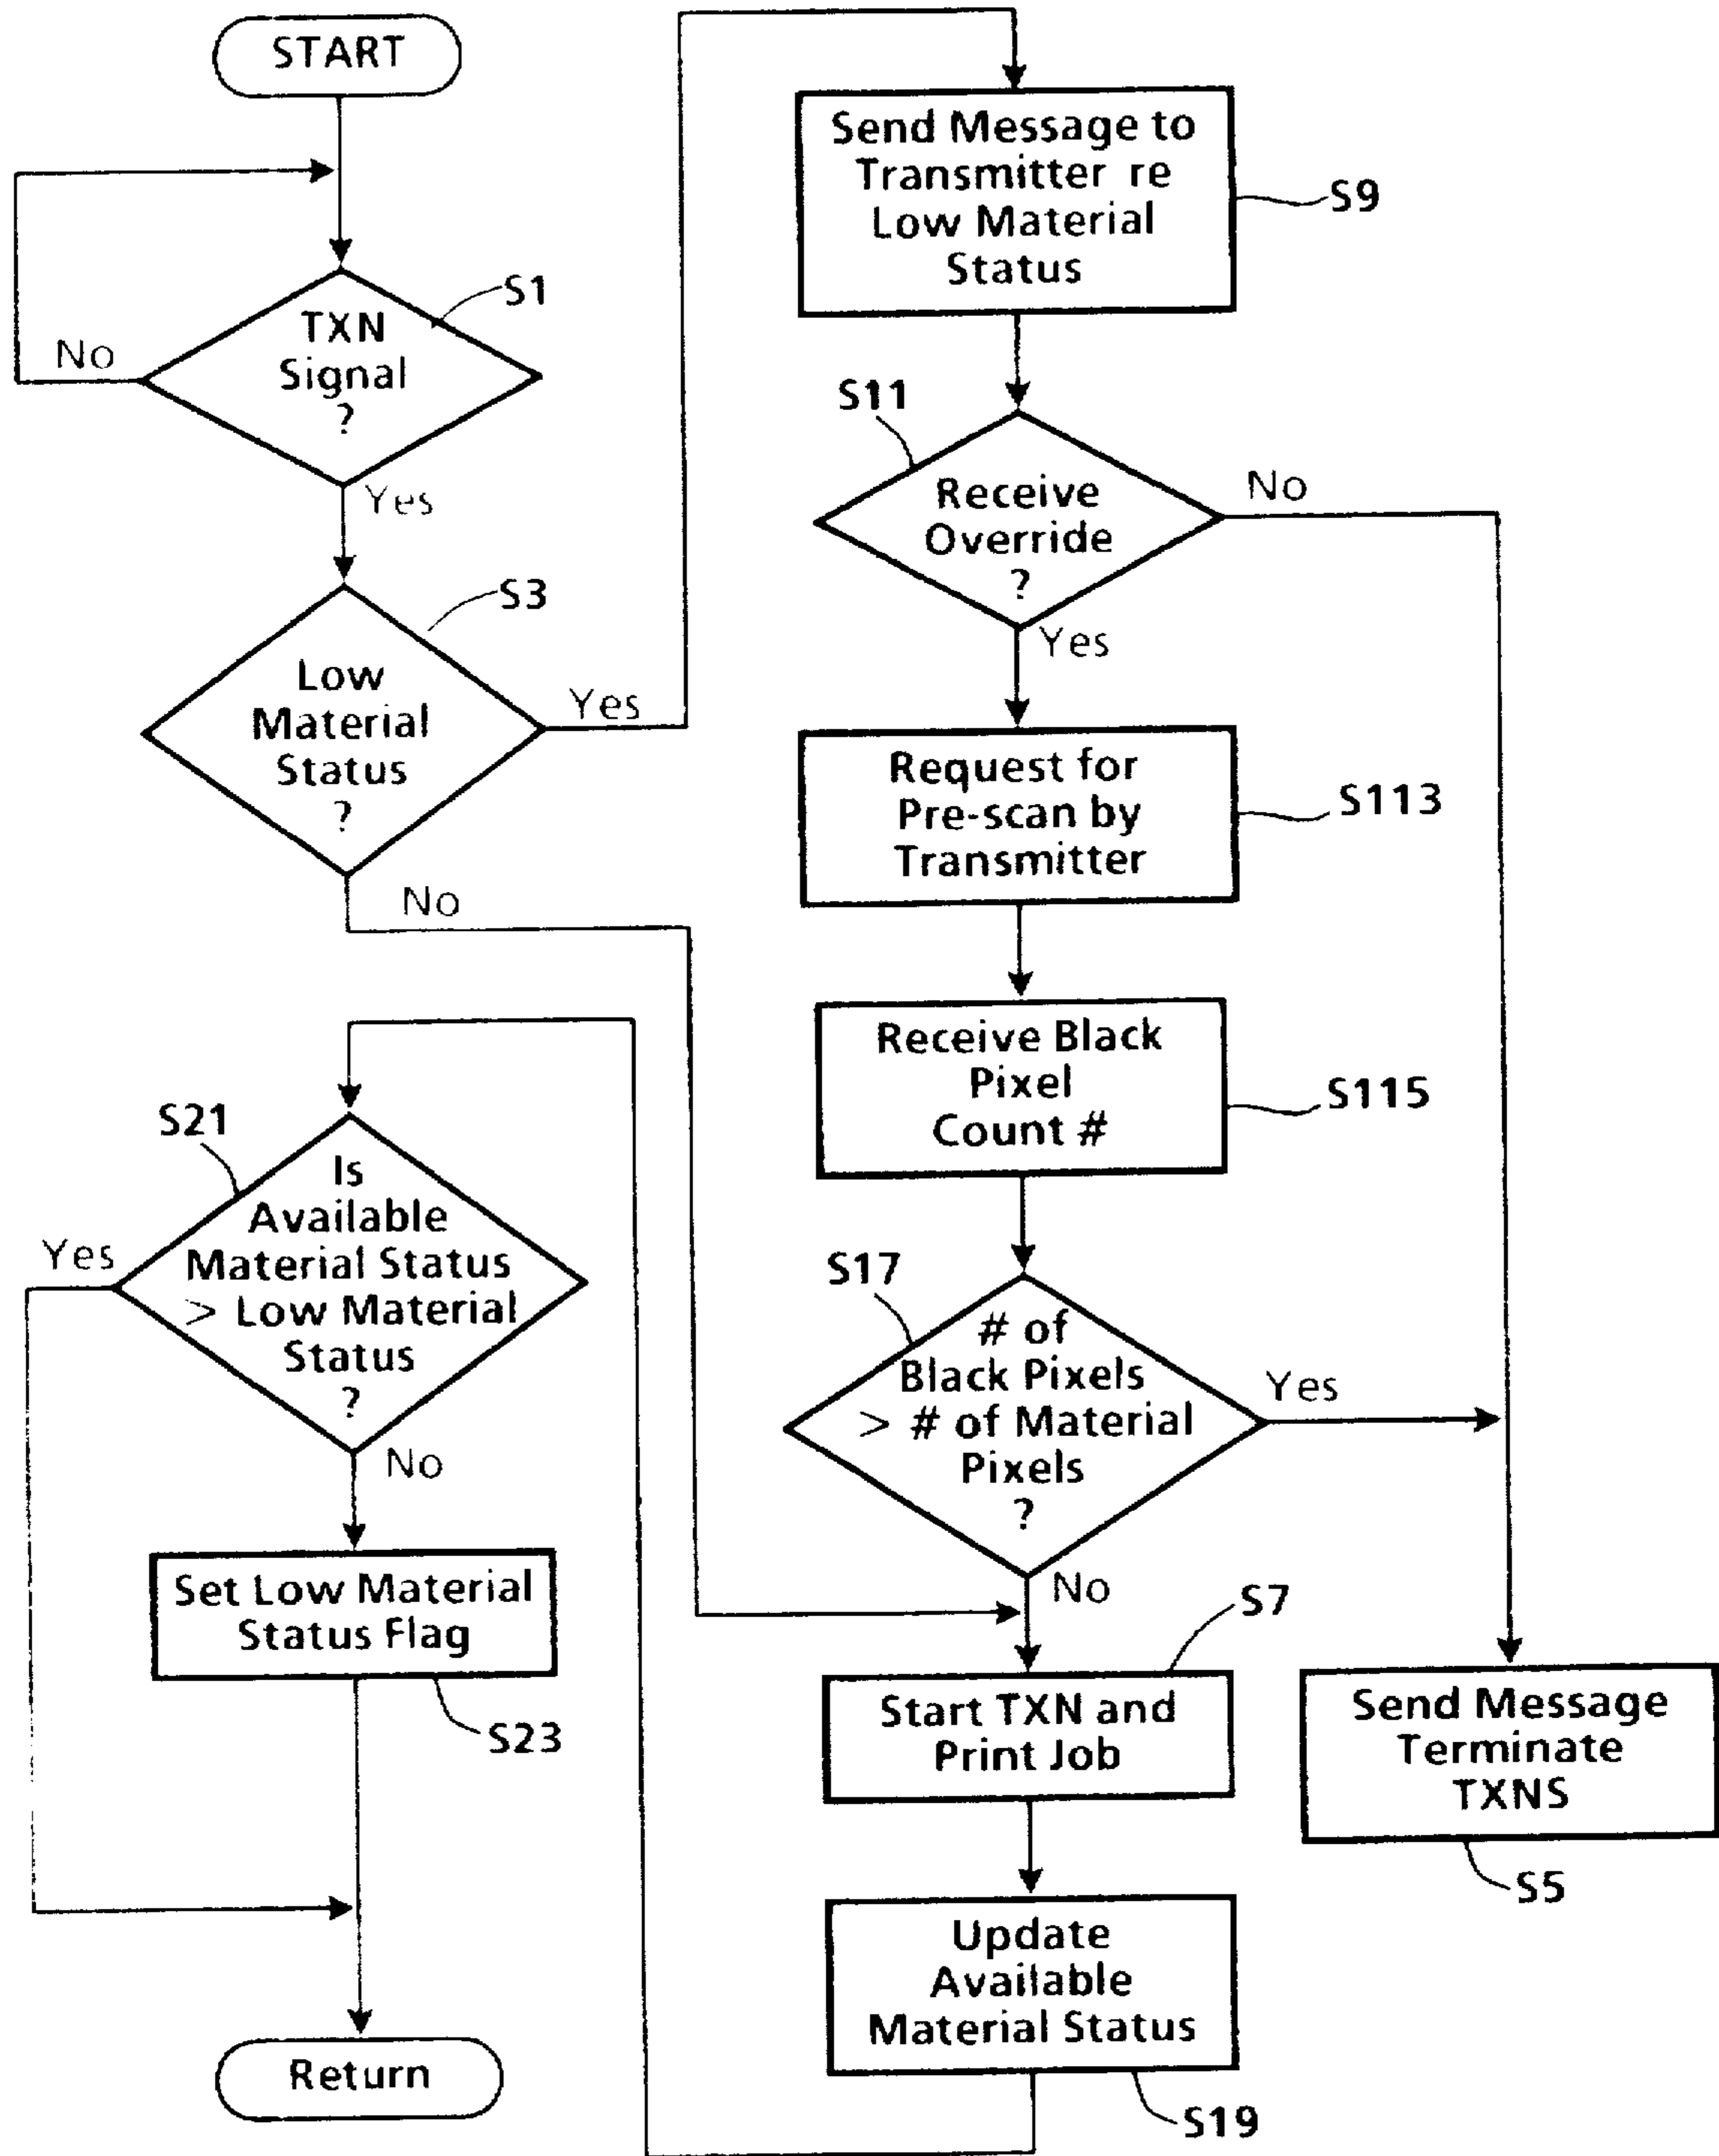 START
TXN
Signal
?
S1
No
Yes
Low
Material
Status
?
S3
Yes
No
Send Message to
Transmitter re
Low Material
Status
S9
S11
Receive
Override
?
No
Yes
Request for
Pre-scan by
Transmitter
S113
Receive Black
Pixel
Count #
S115
S17
# of
Black Pixels
> # of Material
Pixels
?
Yes
No
S7
Start TXN and
Print Job
Send Message
Terminate
TXNS
S5
Update
Available
Material Status
S19
S21
Is
Available
Material Status
> Low Material
Status
?
Yes
No
Set Low Material
Status Flag
S23
Return